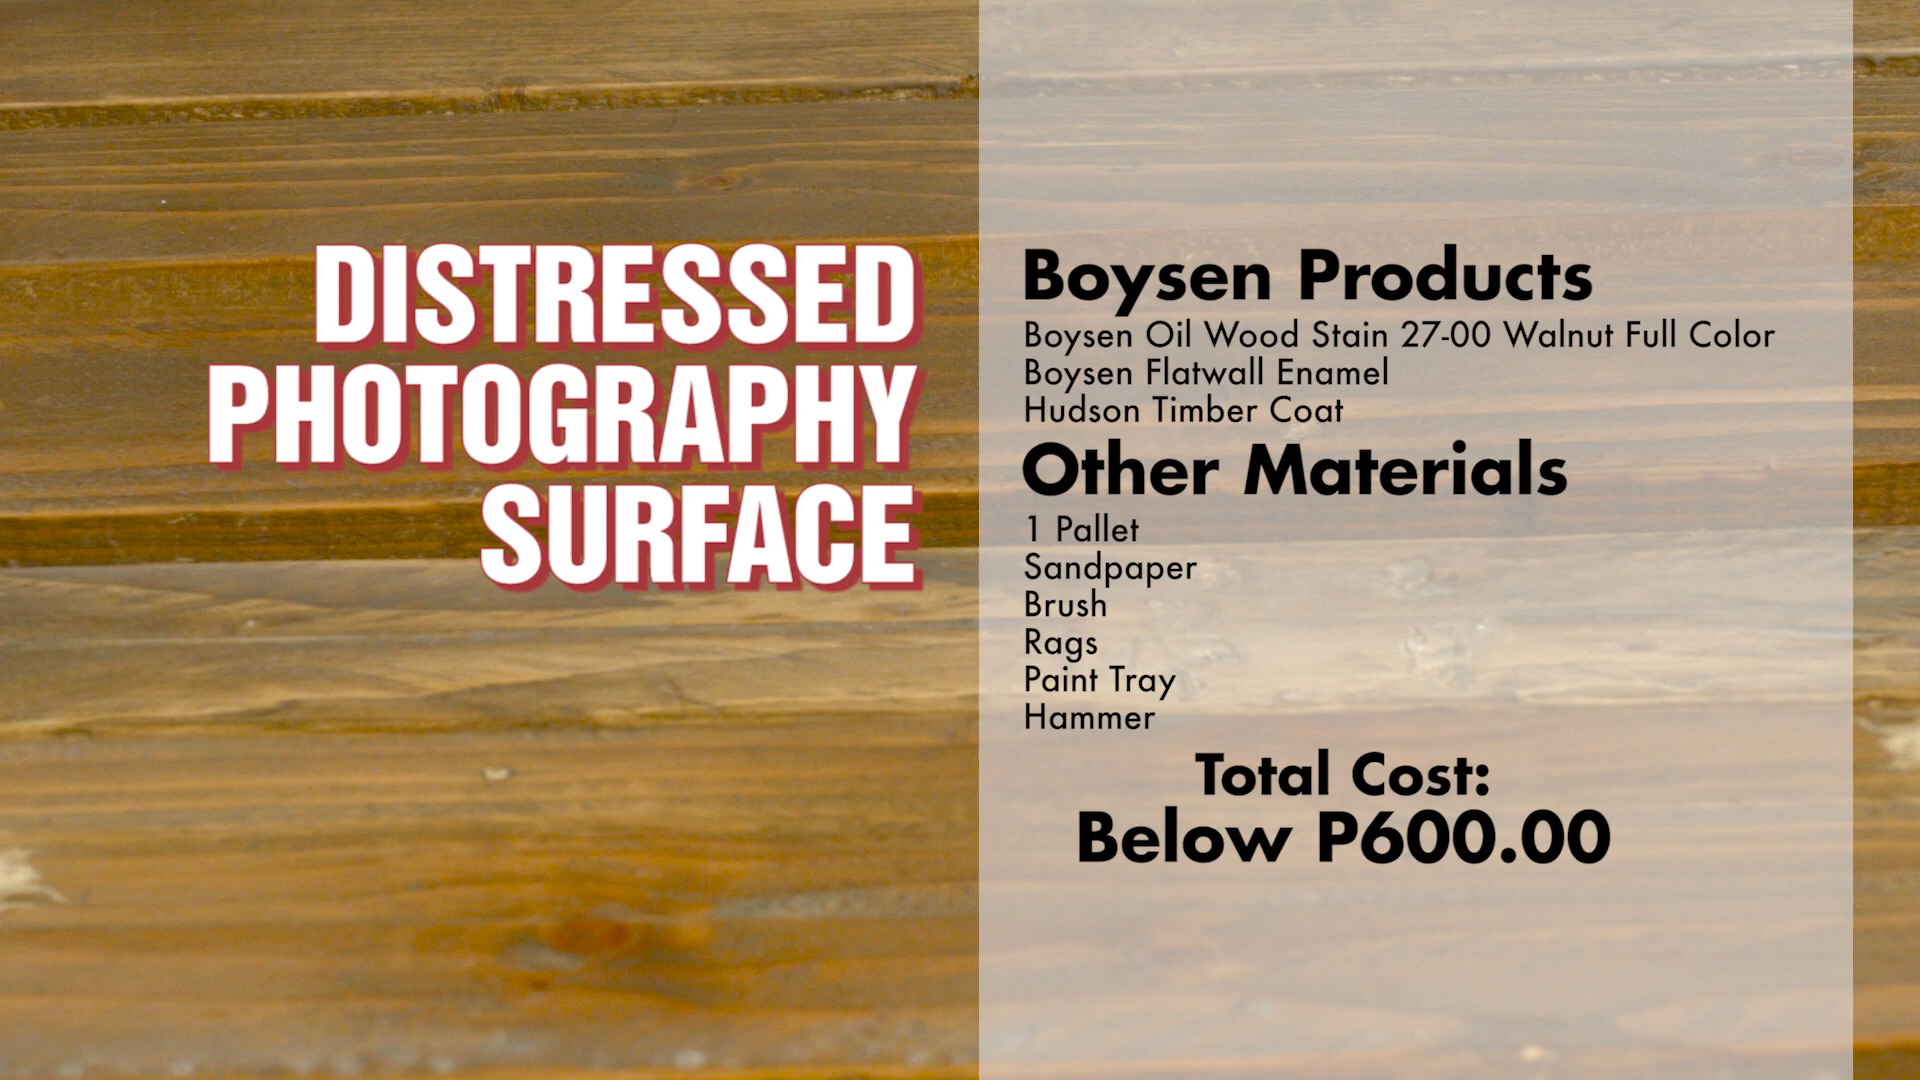 DISTRESSED
PHOTOGRAPHY
SURFACE
Boysen Products
Boysen Oil Wood Stain 27-00 Walnut Full Color
Boysen Flatwall Enamel
Hudson Timber Coat
Other Materials
1 Pallet
Sandpaper
Brush
Rags
Paint Tray
Hammer
Total Cost:
Below P600.00